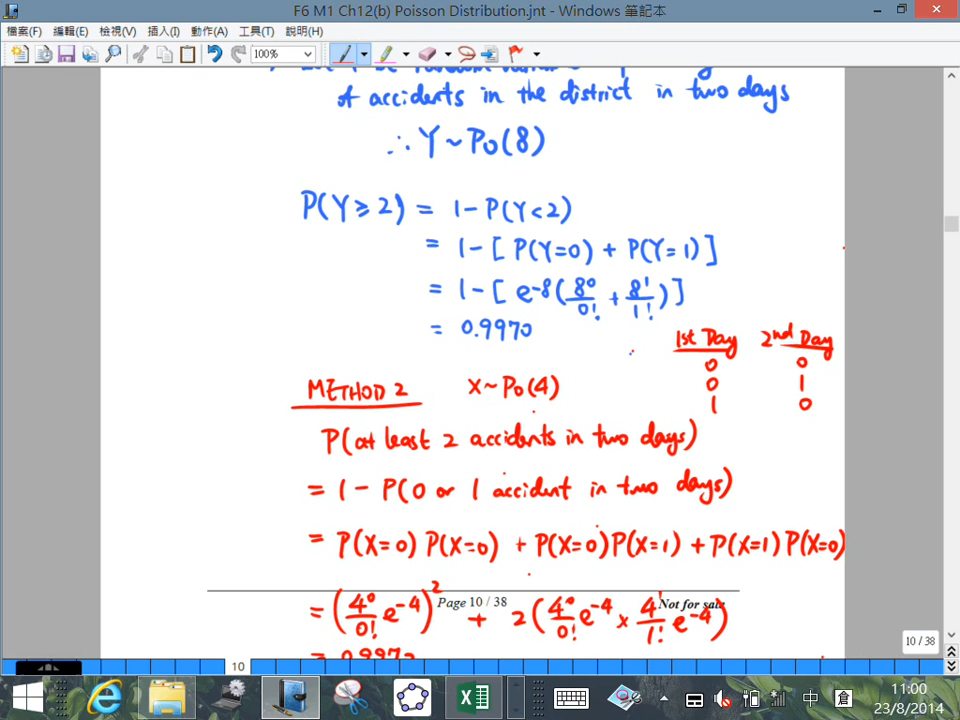 F6 M1 Ch12(b) Poisson Distribution.jnt - Windows 筆記本
檔案(F) 編輯(E) 檢視(V) 插入(I) 動作(A) 工具(T) 說明(H)
100%
of accidents in the district in two days
∴ Y ~ Po(8)
P(Y ≥ 2) = 1 - P(Y < 2)
= 1 - [ P(Y=0) + P(Y=1) ]
= 1 - [ e^-8 ( 8^0/0! + 8^1/1! ) ]
= 0.9970
1st Day 2nd Day
0 0
0 1
1 0
METHOD 2 X ~ Po(4)
P(at least 2 accidents in two days)
= 1 - P(0 or 1 accident in two days)
= P(X=0) P(X=0) + P(X=0) P(X=1) + P(X=1) P(X=0)
Page 10 / 38 Not for sale
= ( 4^0/0! e^-4 )^2 + 2 ( 4^0/0! e^-4 × 4^1/1! e^-4 )
= 0.9970
10 / 38
10
中 倉
11:00
23/8/2014